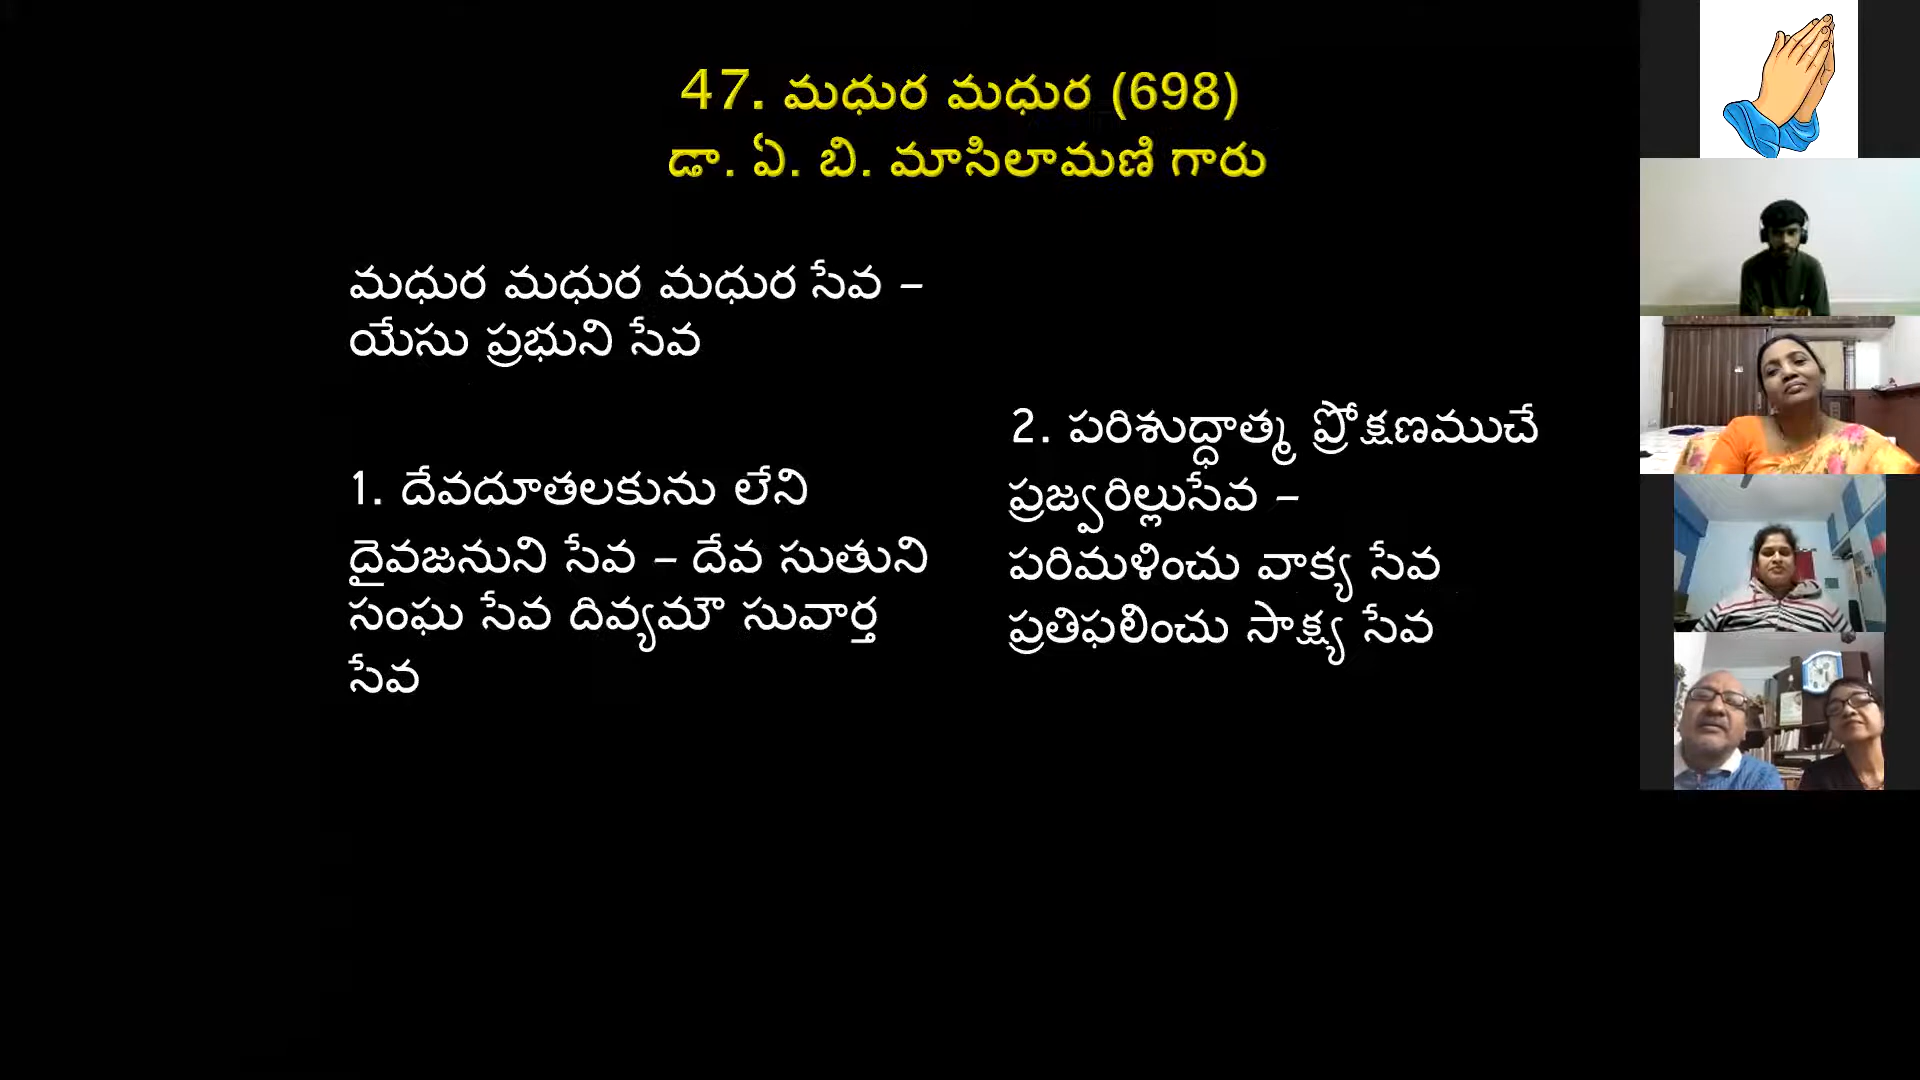 47. మధుర మధుర (698)
డా. ఏ. బి. మాసిలామణి గారు
మధుర మధుర మధుర సేవ –
యేసు ప్రభుని సేవ
1. దేవదూతలకును లేని
దైవజనుని సేవ – దేవ సుతుని
సంఘ సేవ దివ్యమౌ సువార్త
సేవ
2. పరిశుద్ధాత్మ ప్రోక్షణముచే
ప్రజ్వరిల్లుసేవ –
పరిమళించు వాక్య సేవ
ప్రతిఫలించు సాక్ష్య సేవ